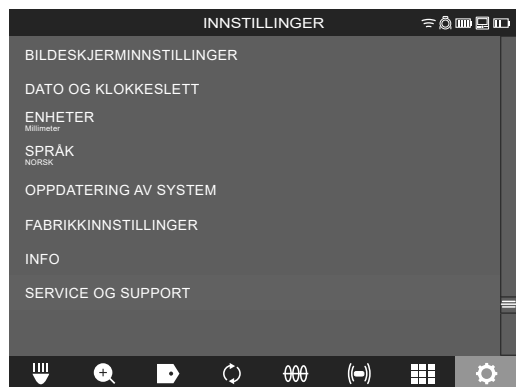 INNSTILLINGER
BILDESKJERMINNSTILLINGER
DATO OG KLOKKESLETT
ENHETER
Millimeter
SPRÅK
NORSK
OPPDATERING AV SYSTEM
FABRIKKINNSTILLINGER
INFO
SERVICE OG SUPPORT